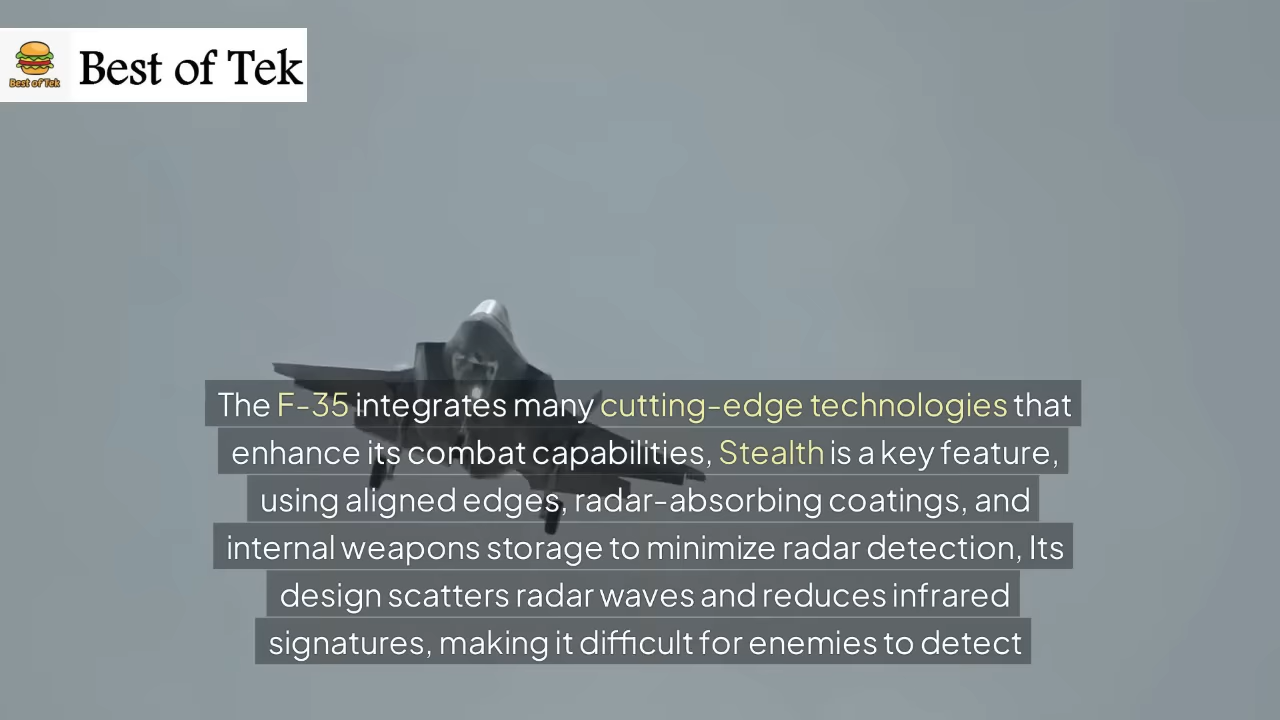 Best of Tek
Best of Tek
The F-35 integrates many cutting-edge technologies that
enhance its combat capabilities, Stealth is a key feature,
using aligned edges, radar-absorbing coatings, and
internal weapons storage to minimize radar detection, Its
design scatters radar waves and reduces infrared
signatures, making it difficult for enemies to detect